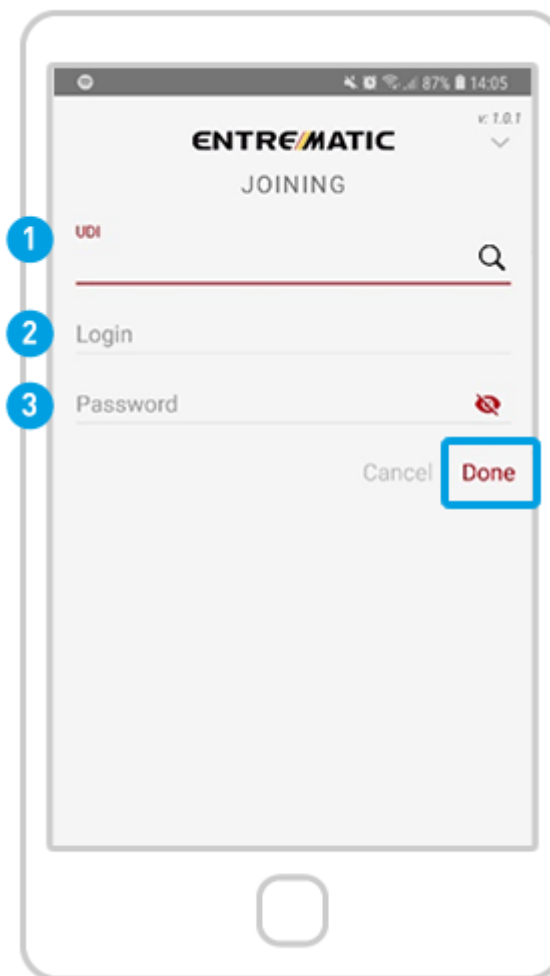 87% 14:05
v: 1.0.1
ENTREMATIC
JOINING
1 UDI
2 Login
3 Password
Cancel Done